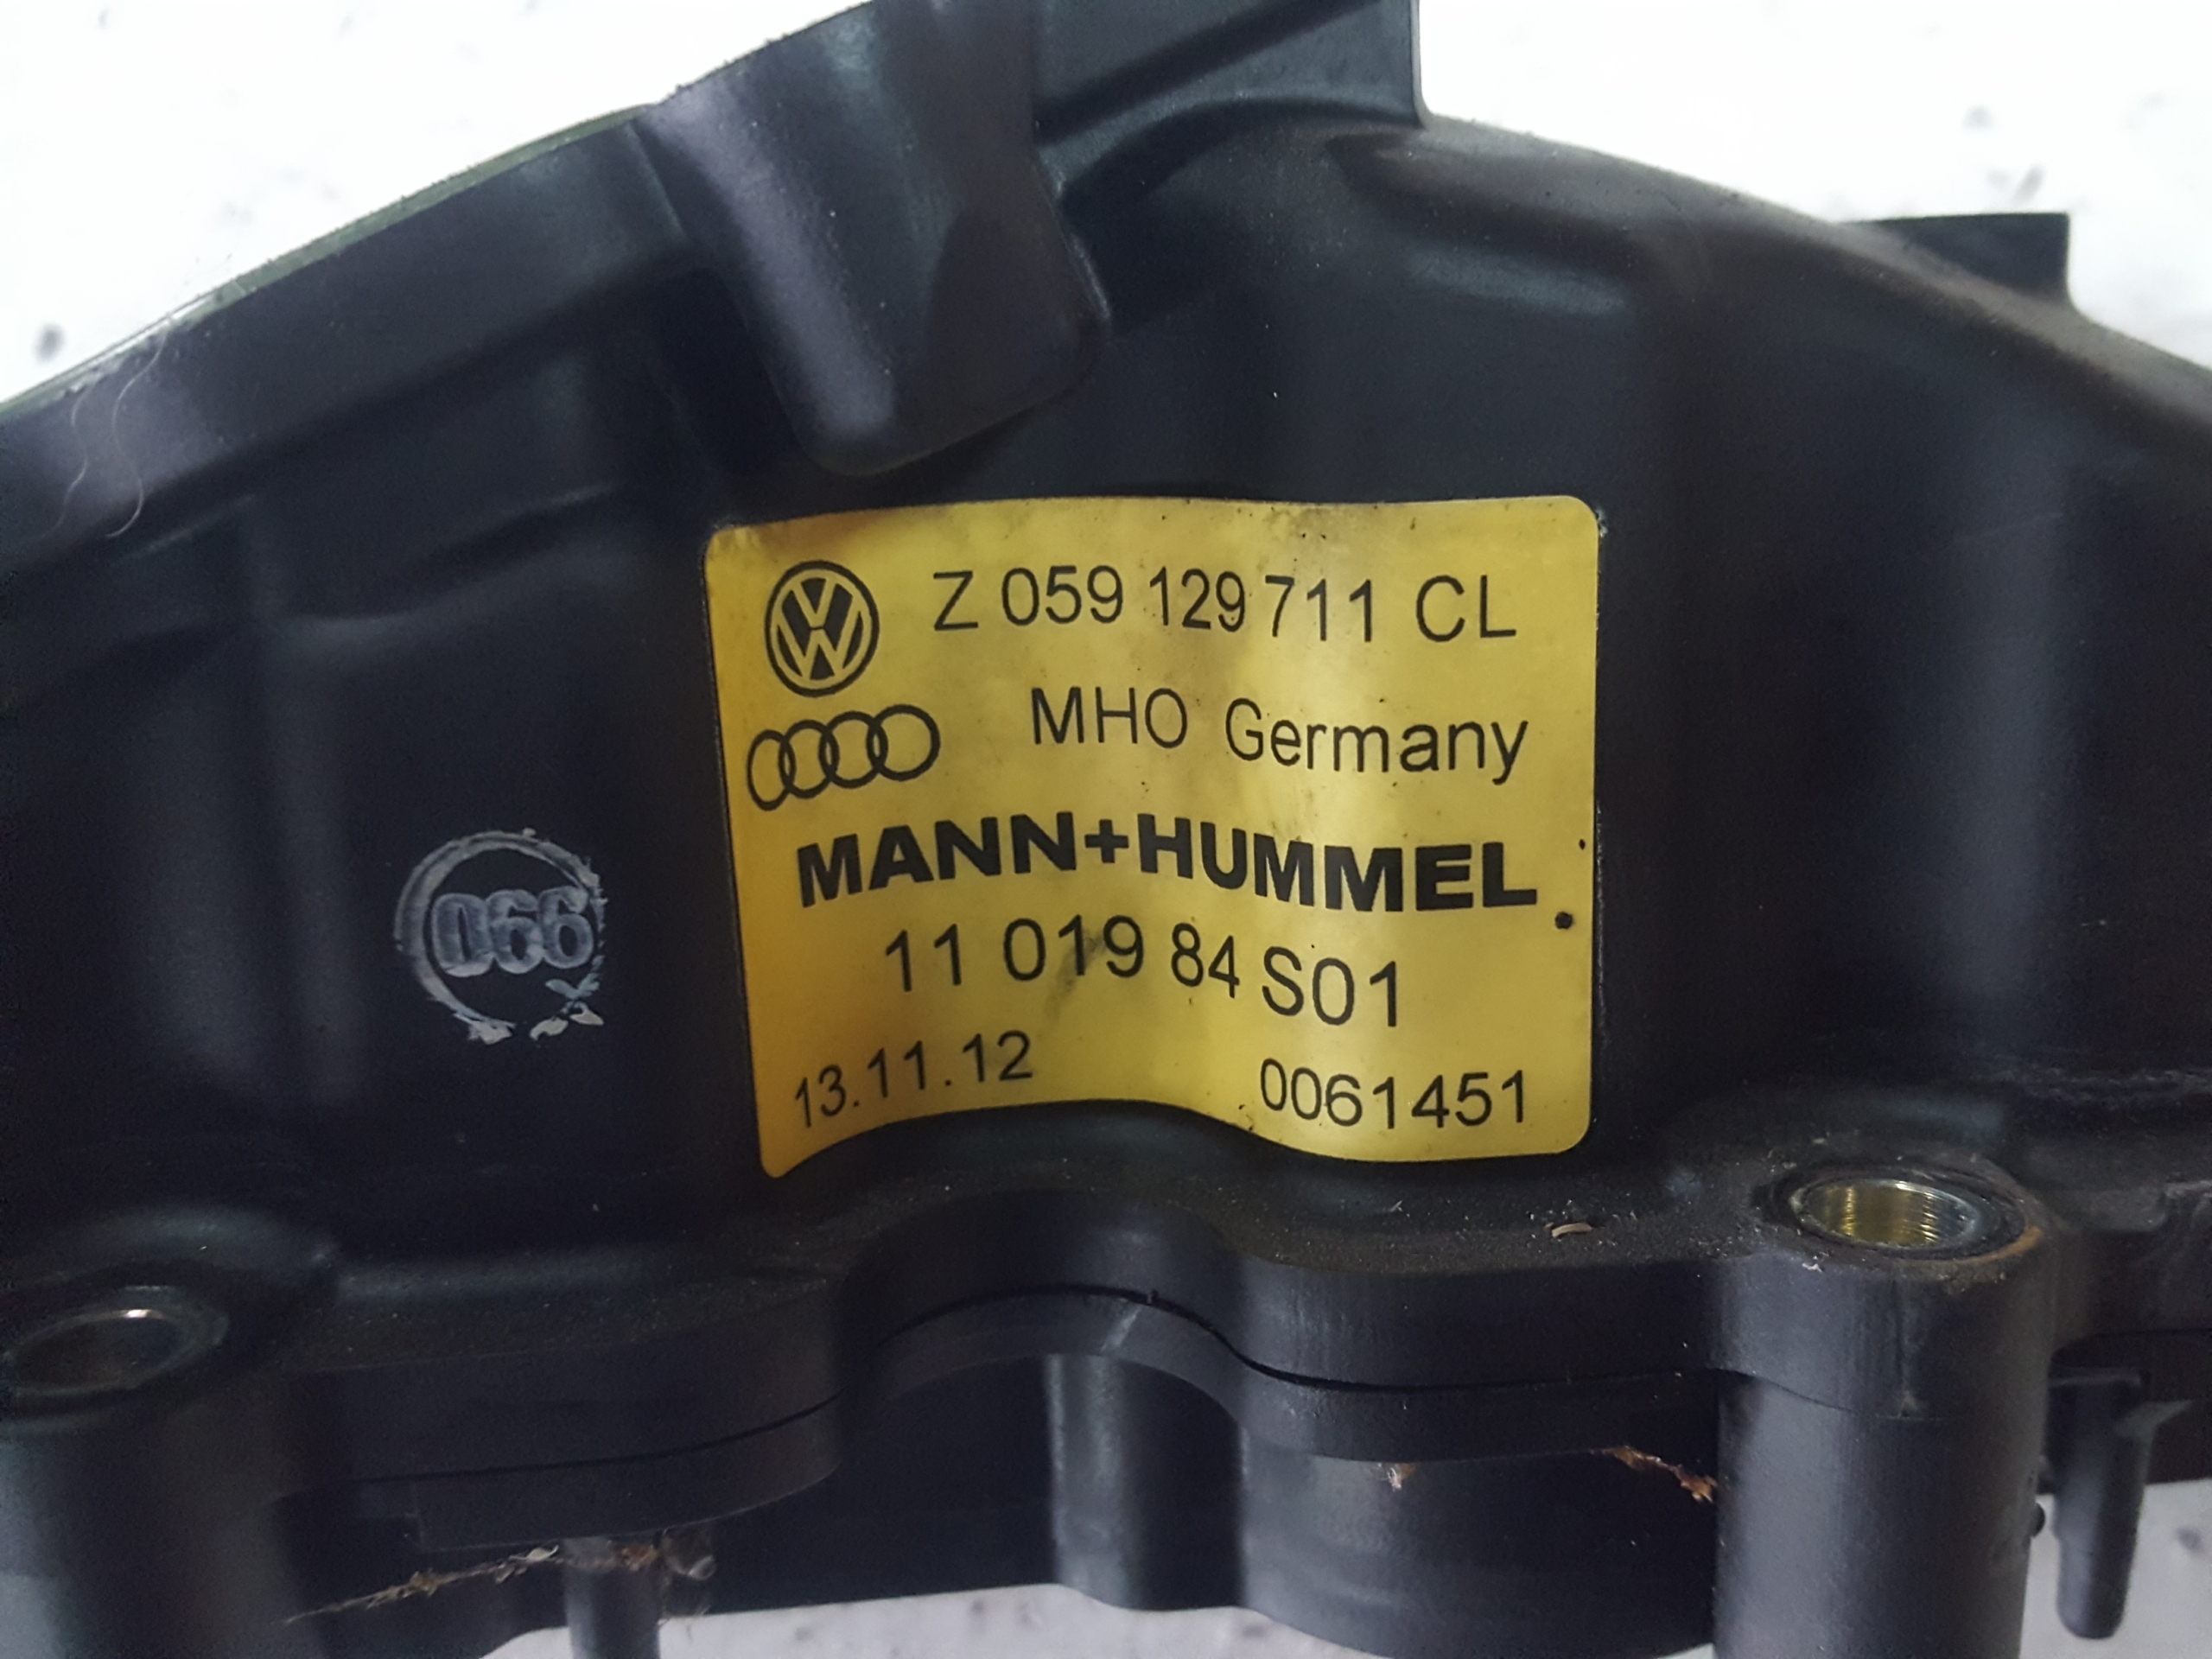 Z 059 129 711 CL
MHO Germany
MANN+HUMMEL
11 019 84 S01
13.11.12 0061451
066